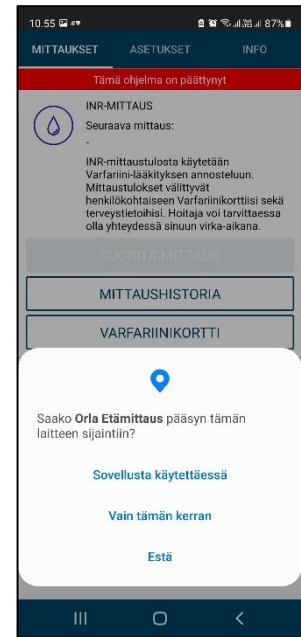 10.55
87%
MITTAUKSET ASETUKSET INFO
Tämä ohjelma on päättynyt
INR-MITTAUS
Seuraava mittaus:
-
INR-mittaustulosta käytetään
Varfariini-lääkityksen annosteluun.
Mittaustulokset välittyvät
henkilökohtaiseen Varfariinikorttiisi sekä
terveystietoihisi. Hoitaja voi tarvittaessa
olla yhteydessä sinuun virka-aikana.
SUORITA MITTAUS
MITTAUSHISTORIA
VARFARIINIKORTTI
Saako Orla Etämittaus pääsyn tämän
laitteen sijaintiin?
Sovellusta käytettäessä
Vain tämän kerran
Estä